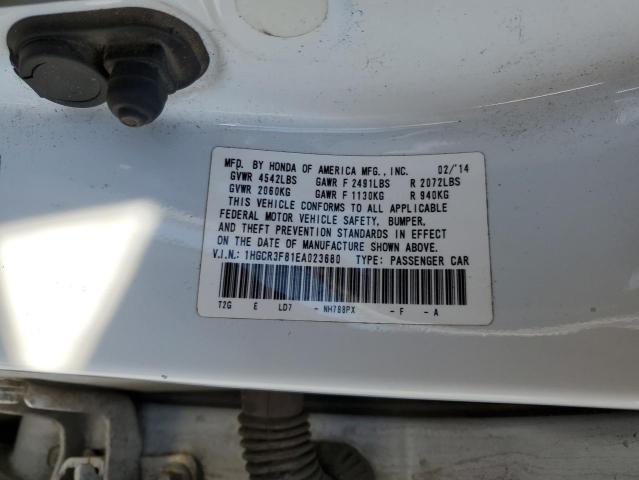 MFD. BY HONDA OF AMERICA MFG., INC. 02/'14
GVWR 4542LBS GAWR F 2491LBS R 2072LBS
GVWR 2060KG GAWR F 1130KG R 940KG
THIS VEHICLE CONFORMS TO ALL APPLICABLE
FEDERAL MOTOR VEHICLE SAFETY, BUMPER,
AND THEFT PREVENTION STANDARDS IN EFFECT
ON THE DATE OF MANUFACTURE SHOWN ABOVE.
V.I.N.: 1HGCR3F81EA023680 TYPE: PASSENGER CAR
T2G E LD7 - NH788PX - F - A